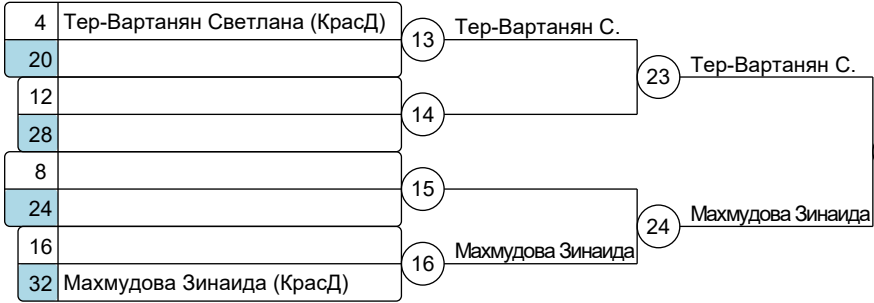 4 Тер-Вартанян Светлана (КрасД)
20
12
28
8
24
16
32 Махмудова Зинаида (КрасД)
13 Тер-Вартанян С.
14
15
16 Махмудова Зинаида
23 Тер-Вартанян С.
24 Махмудова Зинаида